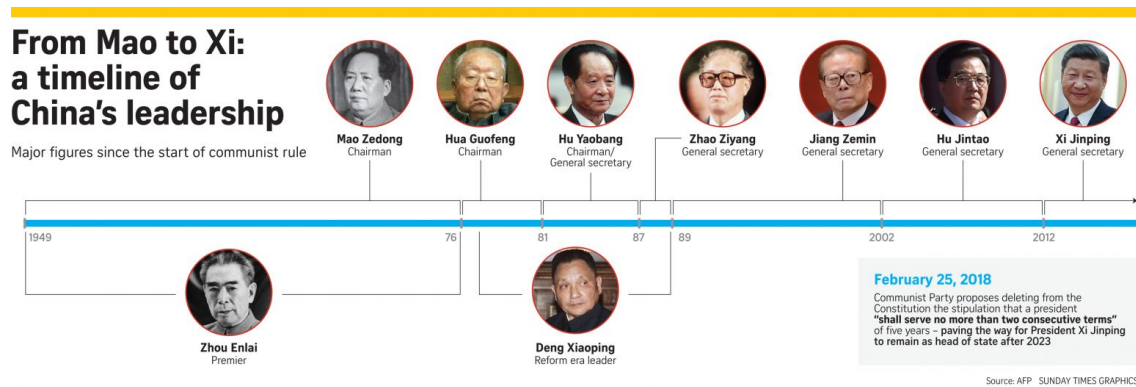 From Mao to Xi:
a timeline of
China's leadership
Major figures since the start of communist rule
Mao Zedong
Chairman
Hua Guofeng
Chairman
Hu Yaobang
Chairman/
General secretary
Zhao Ziyang
General secretary
Jiang Zemin
General secretary
Hu Jintao
General secretary
Xi Jinping
General secretary
1949
76
81
87
89
2002
2012
Zhou Enlai
Premier
Deng Xiaoping
Reform era leader
February 25, 2018
Communist Party proposes deleting from the
Constitution the stipulation that a president
"shall serve no more than two consecutive terms"
of five years – paving the way for President Xi Jinping
to remain as head of state after 2023
Source: AFP SUNDAY TIMES GRAPHICS